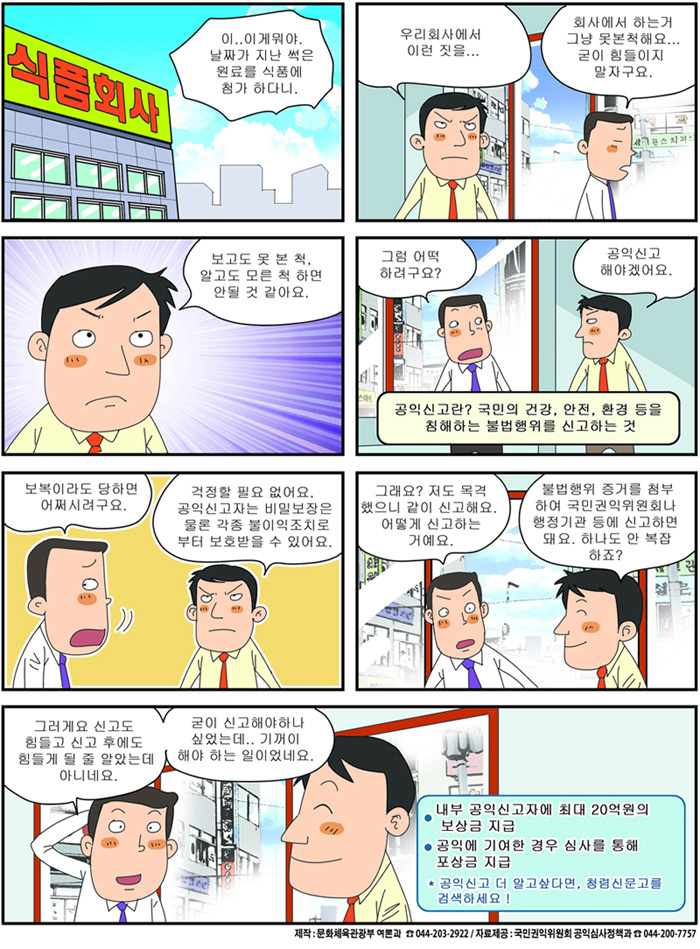 이..이게뭐야.
날짜가 지난 썩은
원료를 식품에
첨가 하다니.
식품회사
우리회사에서
이런 짓을...
회사에서 하는거
그냥 못본척해요...
굳이 힘들이지
말자구요.
보고도 못 본 척,
알고도 모른 척 하면
안될 것 같아요.
그럼 어떡
하려구요?
공익신고
해야겠어요.
공익신고란? 국민의 건강, 안전, 환경 등을
침해하는 불법행위를 신고하는 것
보복이라도 당하면
어쩌시려구요.
걱정할 필요 없어요.
공익신고자는 비밀보장은
물론 각종 불이익조치로
부터 보호받을 수 있어요.
그래요? 저도 목격
했으니 같이 신고해요.
어떻게 신고하는
거예요.
불법행위 증거를 첨부
하여 국민권익위원회나
행정기관 등에 신고하면
돼요. 하나도 안 복잡
하죠?
그러게요 신고도
힘들고 신고 후에도
힘들게 될 줄 알았는데
아니네요.
굳이 신고해야하나
싶었는데.. 기꺼이
해야 하는 일이었네요.
● 내부 공익신고자에 최대 20억원의
보상금 지급
● 공익에 기여한 경우 심사를 통해
포상금 지급
* 공익신고 더 알고싶다면, 청렴신문고를
검색하세요 !
제작 : 문화체육관광부 여론과 ☎ 044-203-2922 / 자료제공 : 국민권익위원회 공익심사정책과 ☎ 044-200-7757